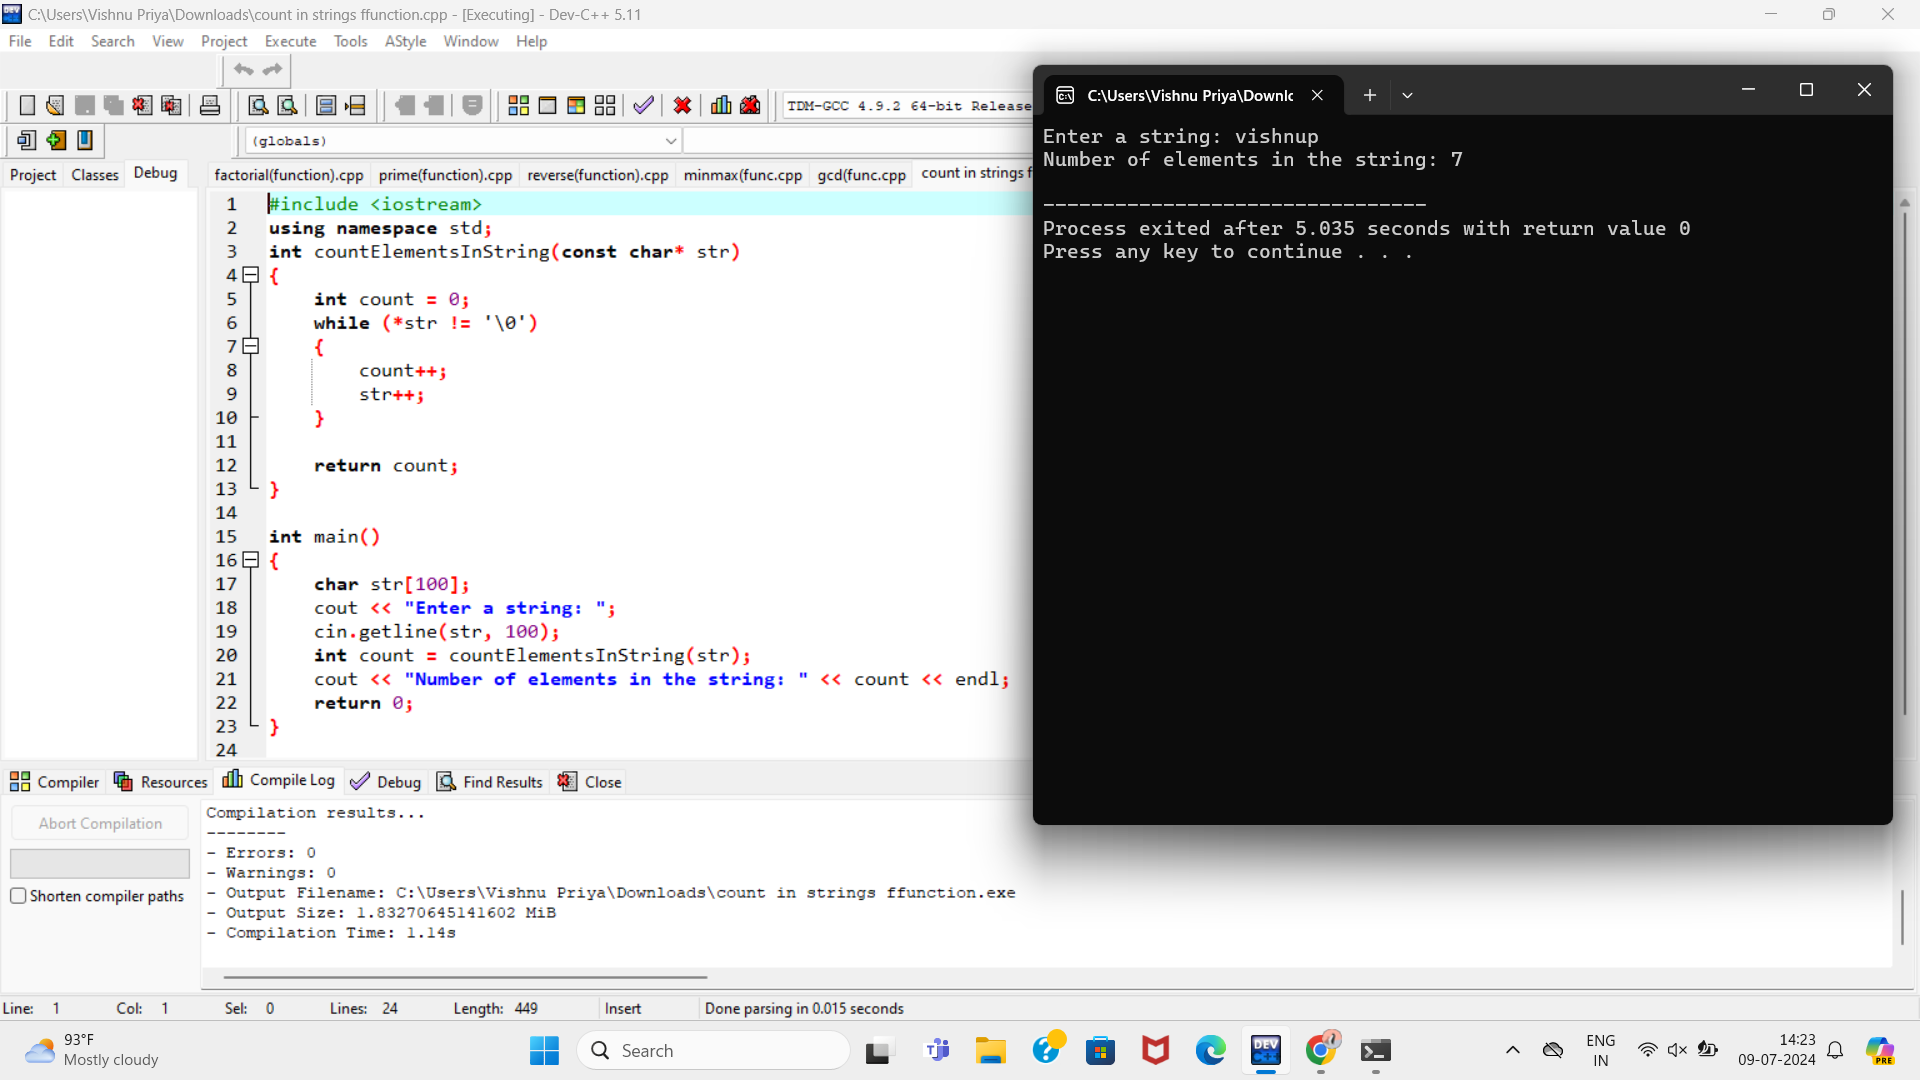 C:\Users\Vishnu Priya\Downloads\count in strings ffunction.cpp - [Executing] - Dev-C++ 5.11
File Edit Search View Project Execute Tools AStyle Window Help
TDM-GCC 4.9.2 64-bit Release
(globals)
Project Classes Debug
factorial(function).cpp prime(function).cpp reverse(function).cpp minmax(func.cpp gcd(func.cpp count in strings f
1 #include <iostream>
2 using namespace std;
3 int countElementsInString(const char* str)
4 {
5 int count = 0;
6 while (*str != '\0')
7 {
8 count++;
9 str++;
10 }
11
12 return count;
13 }
14
15 int main()
16 {
17 char str[100];
18 cout << "Enter a string: ";
19 cin.getline(str, 100);
20 int count = countElementsInString(str);
21 cout << "Number of elements in the string: " << count << endl;
22 return 0;
23 }
24
C:\Users\Vishnu Priya\Downlc
Enter a string: vishnup
Number of elements in the string: 7
--------------------------------
Process exited after 5.035 seconds with return value 0
Press any key to continue . . .
Compiler Resources Compile Log Debug Find Results Close
Abort Compilation
Shorten compiler paths
Compilation results...
--------
- Errors: 0
- Warnings: 0
- Output Filename: C:\Users\Vishnu Priya\Downloads\count in strings ffunction.exe
- Output Size: 1.83270645141602 MiB
- Compilation Time: 1.14s
Line: 1 Col: 1 Sel: 0 Lines: 24 Length: 449 Insert Done parsing in 0.015 seconds
93°F
Mostly cloudy
Search
DEV
C++
ENG
IN
14:23
09-07-2024
PRE